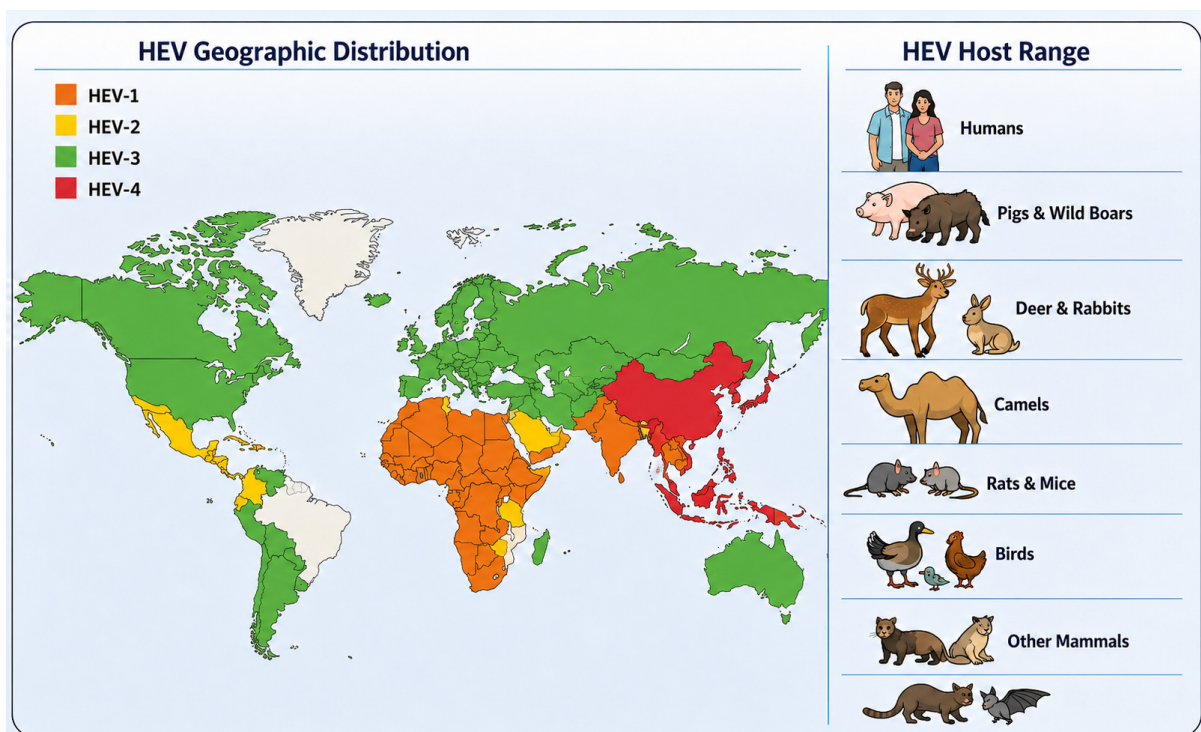 HEV Geographic Distribution
HEV-1
HEV-2
HEV-3
HEV-4
26
HEV Host Range
Humans
Pigs & Wild Boars
Deer & Rabbits
Camels
Rats & Mice
Birds
Other Mammals